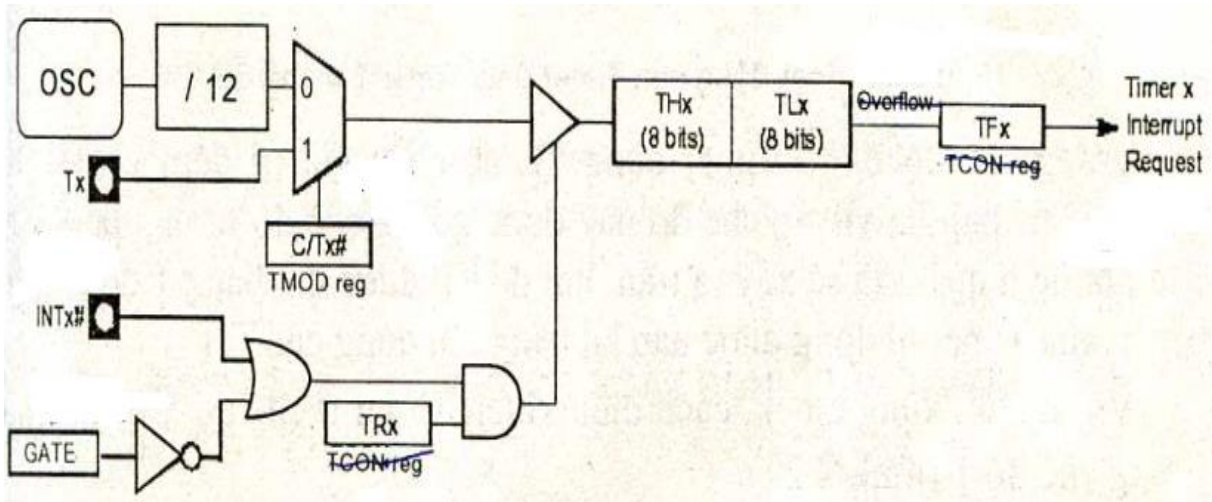 OSC
/ 12
0
1
Tx
C/Tx#
TMOD reg
THx
(8 bits)
TLx
(8 bits)
Overflow
TFx
TCON reg
Timer x
Interrupt
Request
INTx#
GATE
TRx
TCON reg